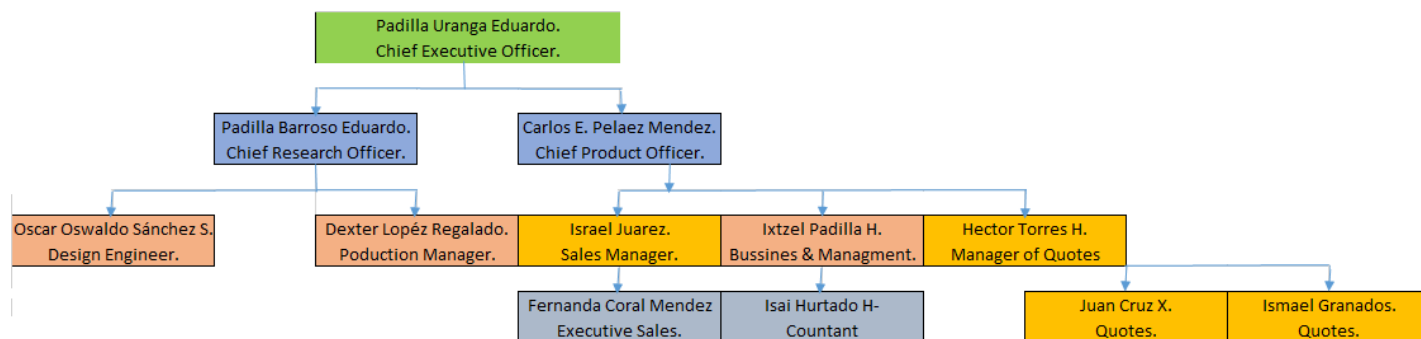 Padilla Uranga Eduardo.
Chief Executive Officer.
Padilla Barroso Eduardo.
Chief Research Officer.
Carlos E. Pelaez Mendez.
Chief Product Officer.
Oscar Oswaldo Sánchez S.
Design Engineer.
Dexter Lopéz Regalado.
Poduction Manager.
Israel Juarez.
Sales Manager.
Ixtzel Padilla H.
Bussines & Managment.
Hector Torres H.
Manager of Quotes
Fernanda Coral Mendez
Executive Sales.
Isai Hurtado H-
Countant
Juan Cruz X.
Quotes.
Ismael Granados.
Quotes.